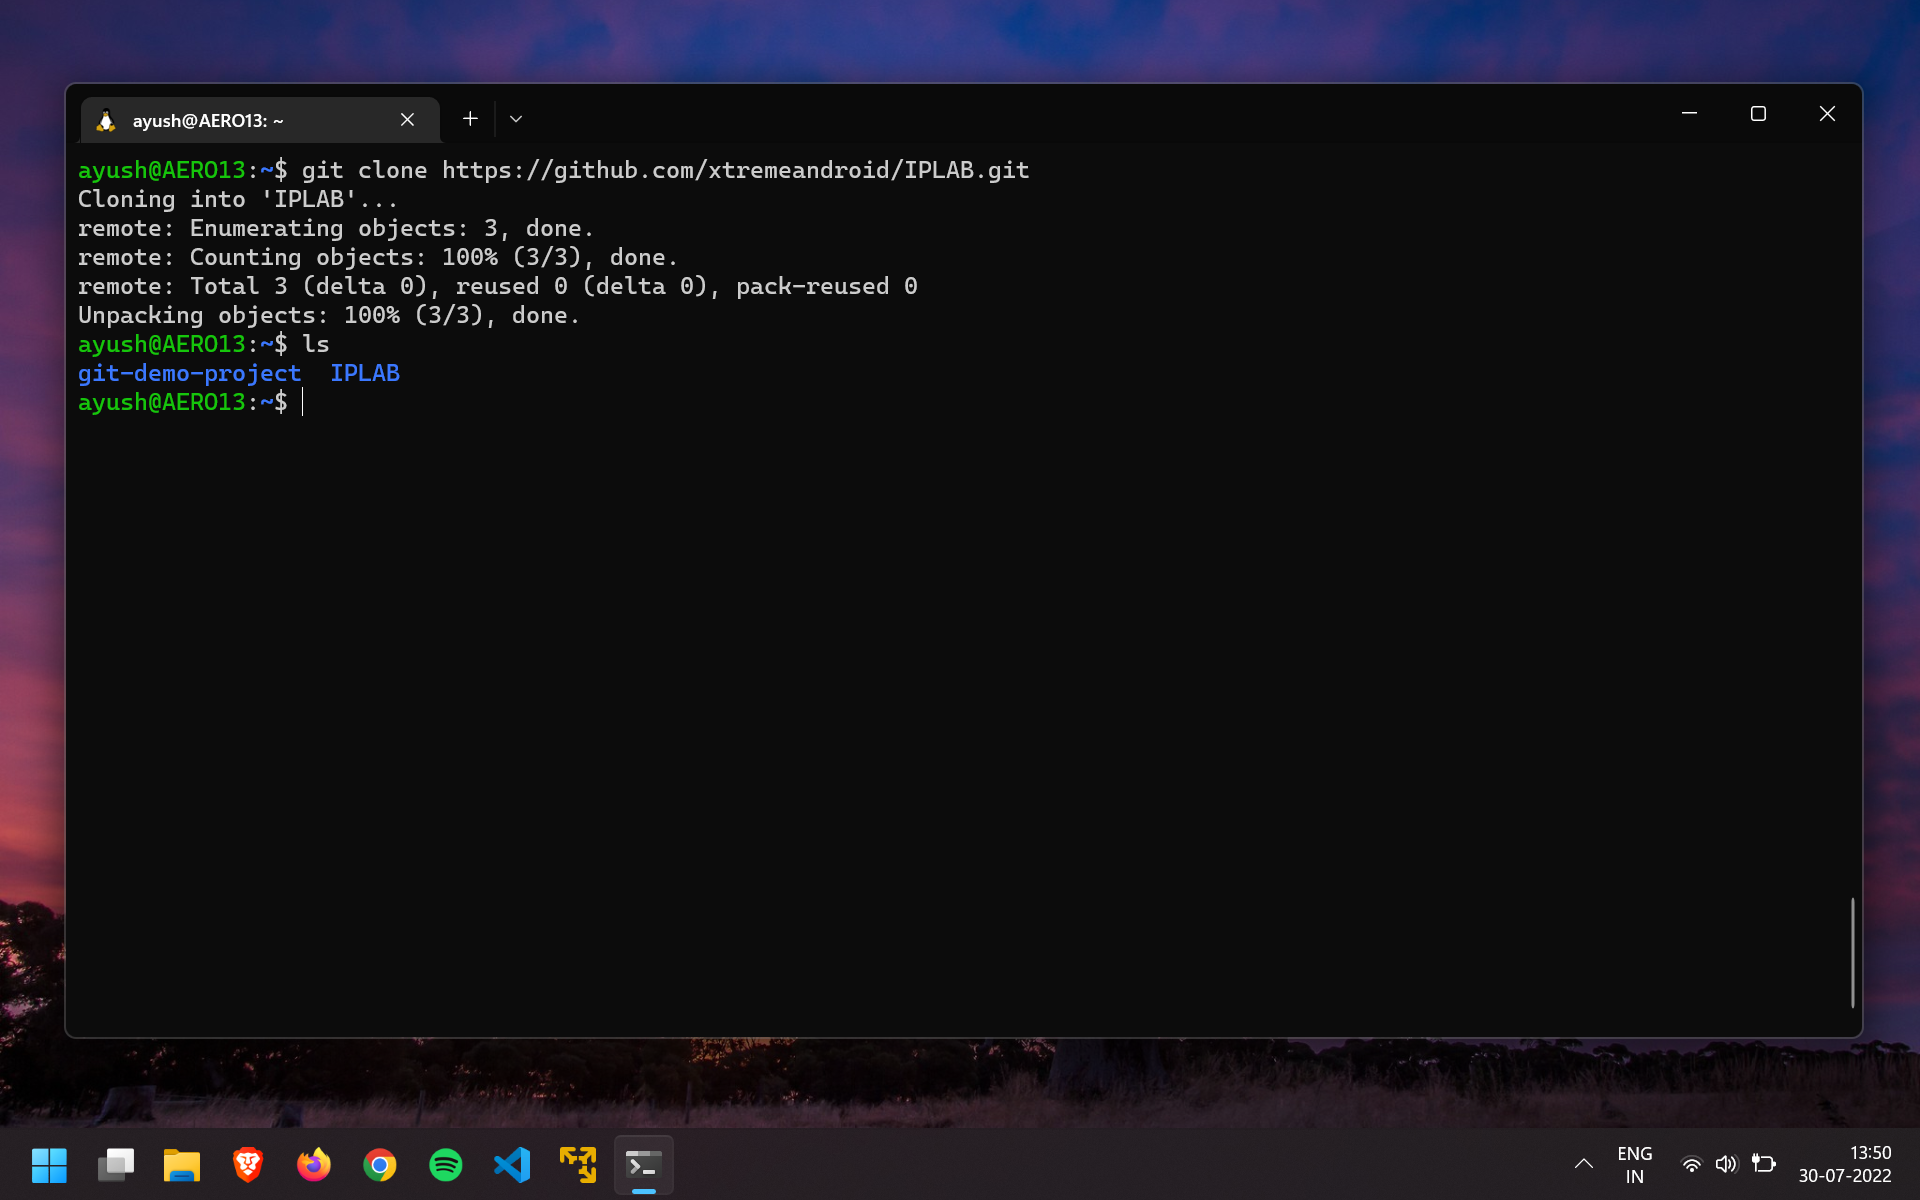 ayush@AERO13: ~
ayush@AERO13:~$ git clone https://github.com/xtremeandroid/IPLAB.git
Cloning into 'IPLAB'...
remote: Enumerating objects: 3, done.
remote: Counting objects: 100% (3/3), done.
remote: Total 3 (delta 0), reused 0 (delta 0), pack-reused 0
Unpacking objects: 100% (3/3), done.
ayush@AERO13:~$ ls
git-demo-project  IPLAB
ayush@AERO13:~$
ENG
IN
13:50
30-07-2022